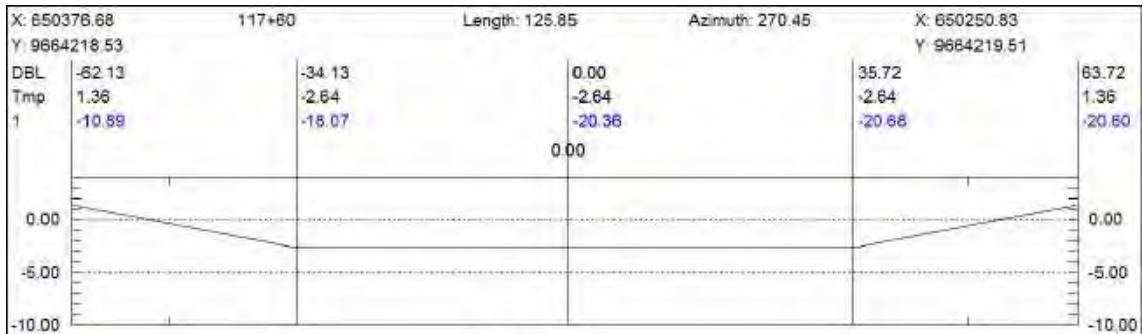 X: 650376.68 117+60 Length: 125.85 Azimuth: 270.45 X: 650250.83
Y: 9664218.53 Y: 9664219.51
DBL -62.13 -34.13 0.00 35.72 63.72
Tmp 1.36 -2.64 -2.64 -2.64 1.36
1 -10.89 -18.07 -20.36 -20.68 -20.60
0.00
0.00 0.00
-5.00 -5.00
-10.00 -10.00